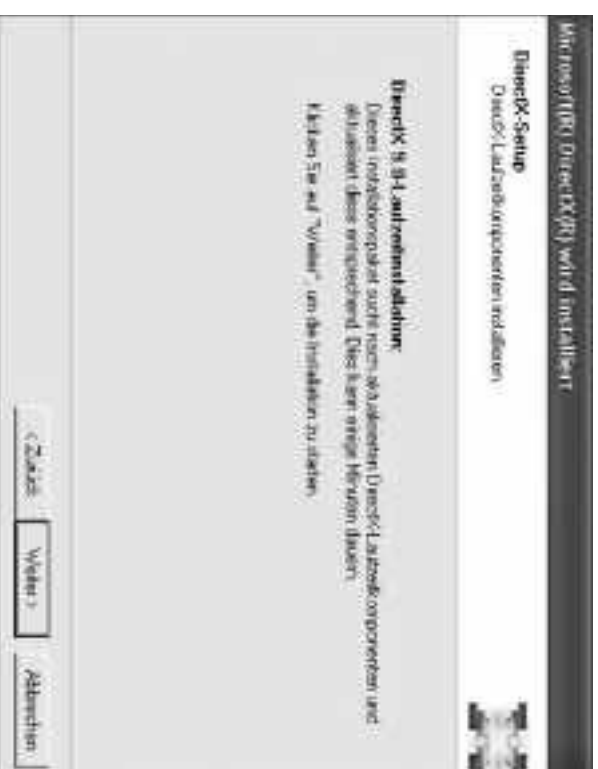 Microsoft(R) DirectX(R) wird installiert
DirectX-Setup
DirectX-Laufzeitkomponenten installieren
DirectX 9.0-Laufzeitinstallation:
Dieses Installationspaket sucht nach aktualisierten DirectX-Laufzeitkomponenten und
aktualisiert diese entsprechend. Dies kann einige Minuten dauern.
Klicken Sie auf "Weiter", um die Installation zu starten.
< Zurück
Weiter >
Abbrechen